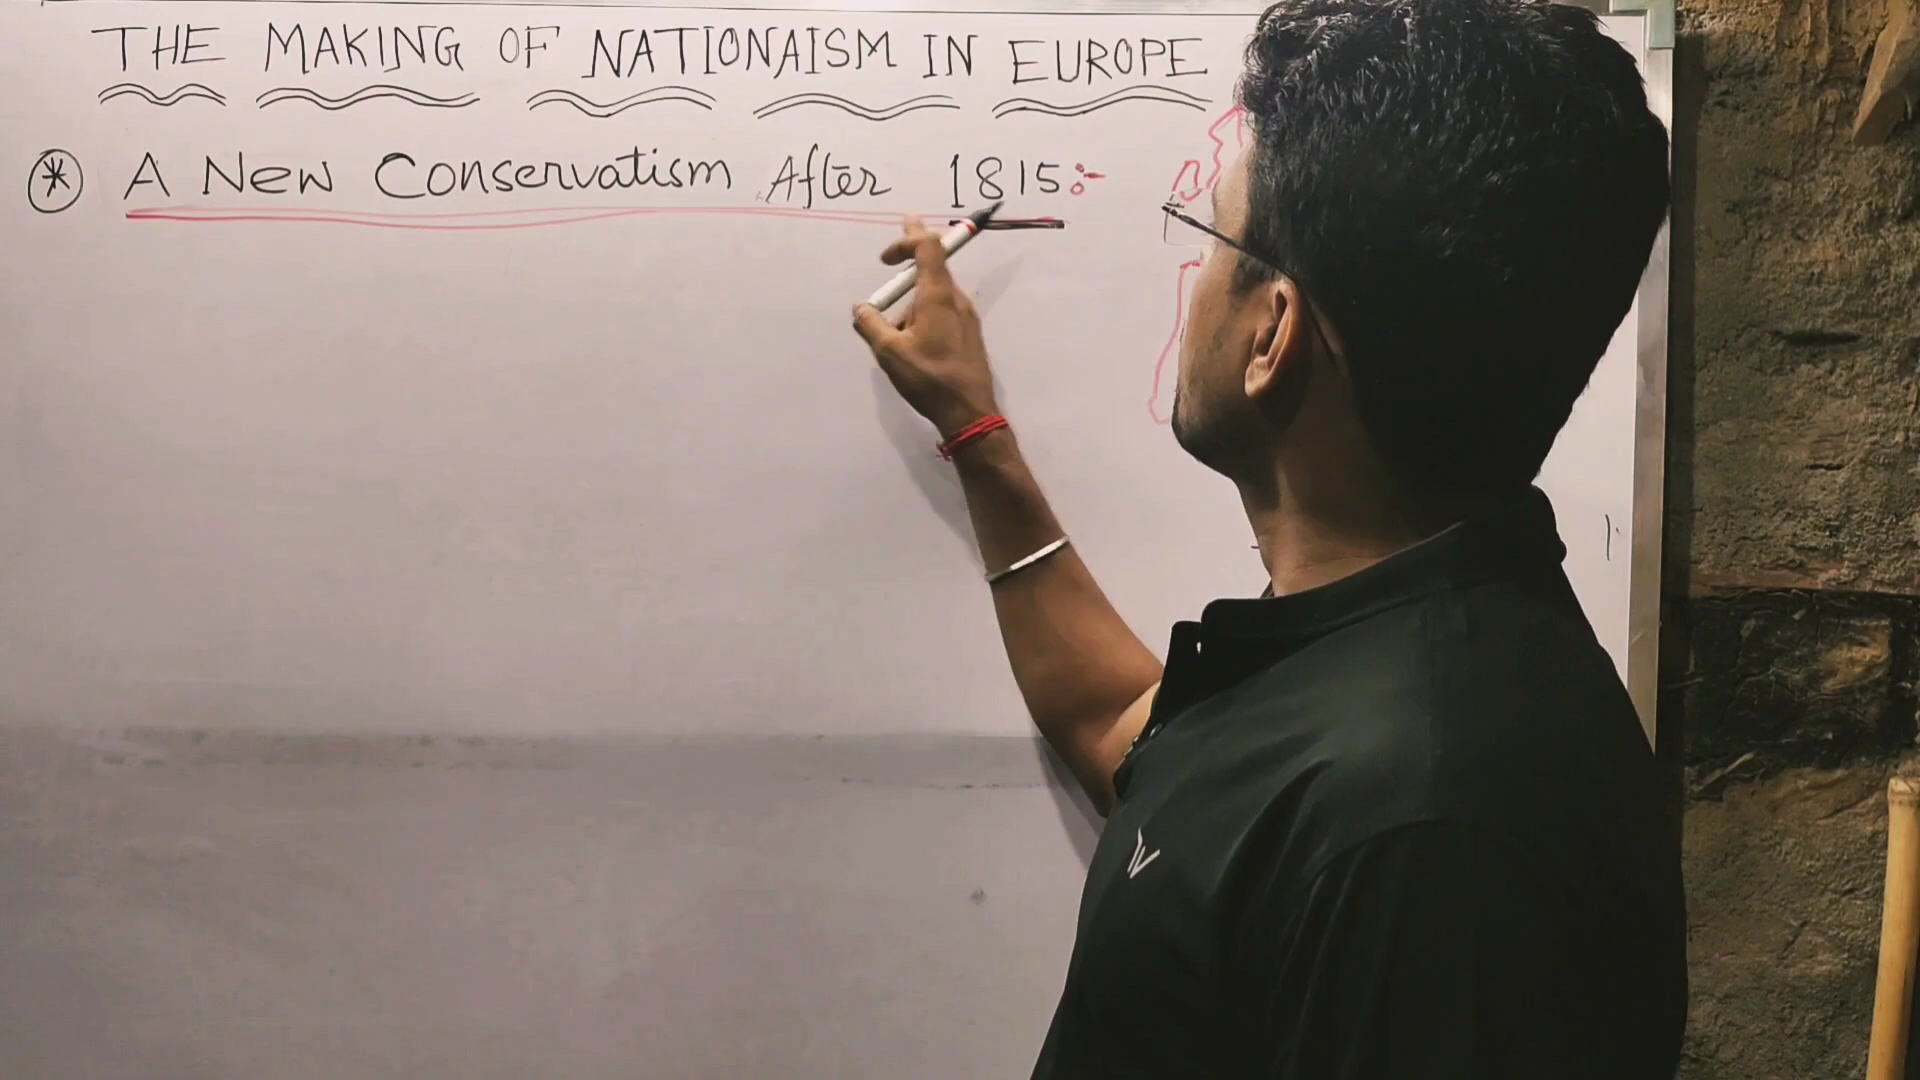 THE MAKING OF NATIONAISM IN EUROPE
* A New Conservatism After 1815:-